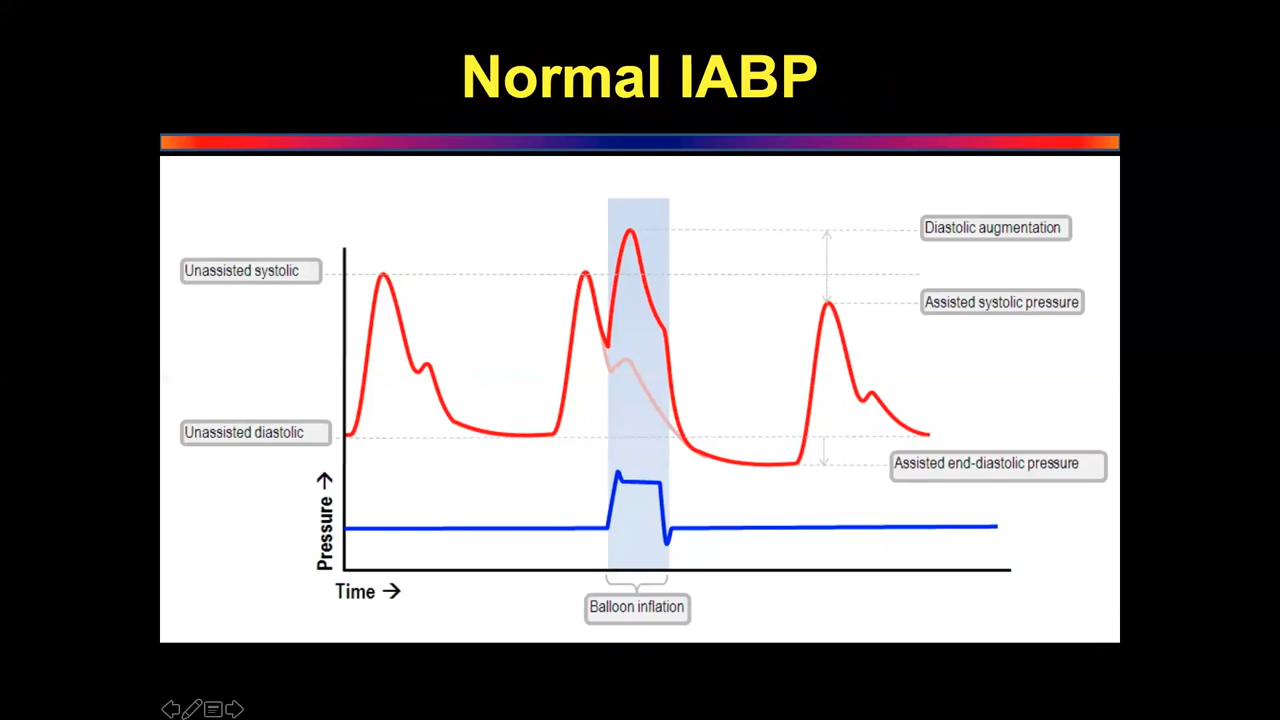 Normal IABP
Diastolic augmentation
Unassisted systolic
Assisted systolic pressure
Unassisted diastolic
Assisted end-diastolic pressure
Pressure →
Time →
Balloon inflation